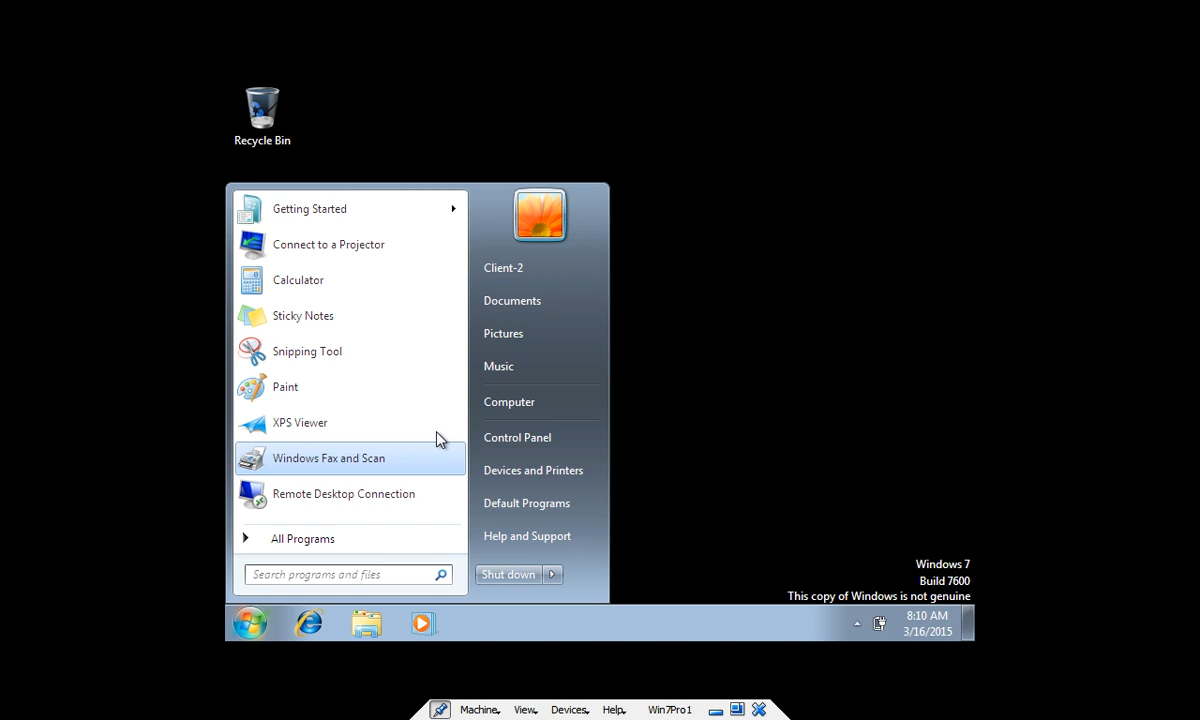 Recycle Bin
Getting Started
Connect to a Projector
Calculator
Sticky Notes
Snipping Tool
Paint
XPS Viewer
Windows Fax and Scan
Remote Desktop Connection
All Programs
Search programs and files
Client-2
Documents
Pictures
Music
Computer
Control Panel
Devices and Printers
Default Programs
Help and Support
Shut down
Windows 7
Build 7600
This copy of Windows is not genuine
8:10 AM
3/16/2015
Machine View Devices Help Win7Pro1